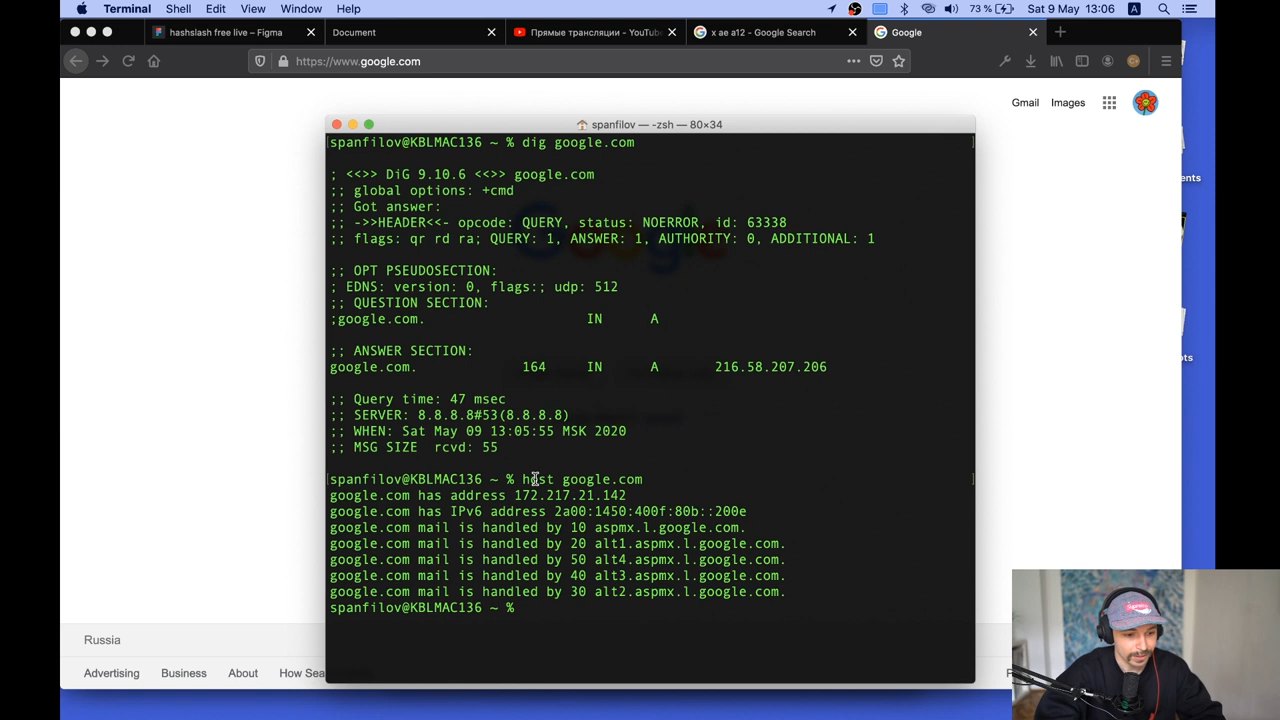 Terminal Shell Edit View Window Help 73 % Sat 9 May 13:06 A
hashslash free live – Figma Document Прямые трансляции - YouTub x ae a12 - Google Search Google
https://www.google.com
Gmail Images
spanfilov — -zsh — 80×34
spanfilov@KBLMAC136 ~ % dig google.com
; <<>> DiG 9.10.6 <<>> google.com
;; global options: +cmd
;; Got answer:
;; ->>HEADER<<- opcode: QUERY, status: NOERROR, id: 63338
;; flags: qr rd ra; QUERY: 1, ANSWER: 1, AUTHORITY: 0, ADDITIONAL: 1
;; OPT PSEUDOSECTION:
; EDNS: version: 0, flags:; udp: 512
;; QUESTION SECTION:
;google.com. IN A
;; ANSWER SECTION:
google.com. 164 IN A 216.58.207.206
;; Query time: 47 msec
;; SERVER: 8.8.8.8#53(8.8.8.8)
;; WHEN: Sat May 09 13:05:55 MSK 2020
;; MSG SIZE rcvd: 55
spanfilov@KBLMAC136 ~ % host google.com
google.com has address 172.217.21.142
google.com has IPv6 address 2a00:1450:400f:80b::200e
google.com mail is handled by 10 aspmx.l.google.com.
google.com mail is handled by 20 alt1.aspmx.l.google.com.
google.com mail is handled by 50 alt4.aspmx.l.google.com.
google.com mail is handled by 40 alt3.aspmx.l.google.com.
google.com mail is handled by 30 alt2.aspmx.l.google.com.
spanfilov@KBLMAC136 ~ %
Russia
Advertising Business About How Sea